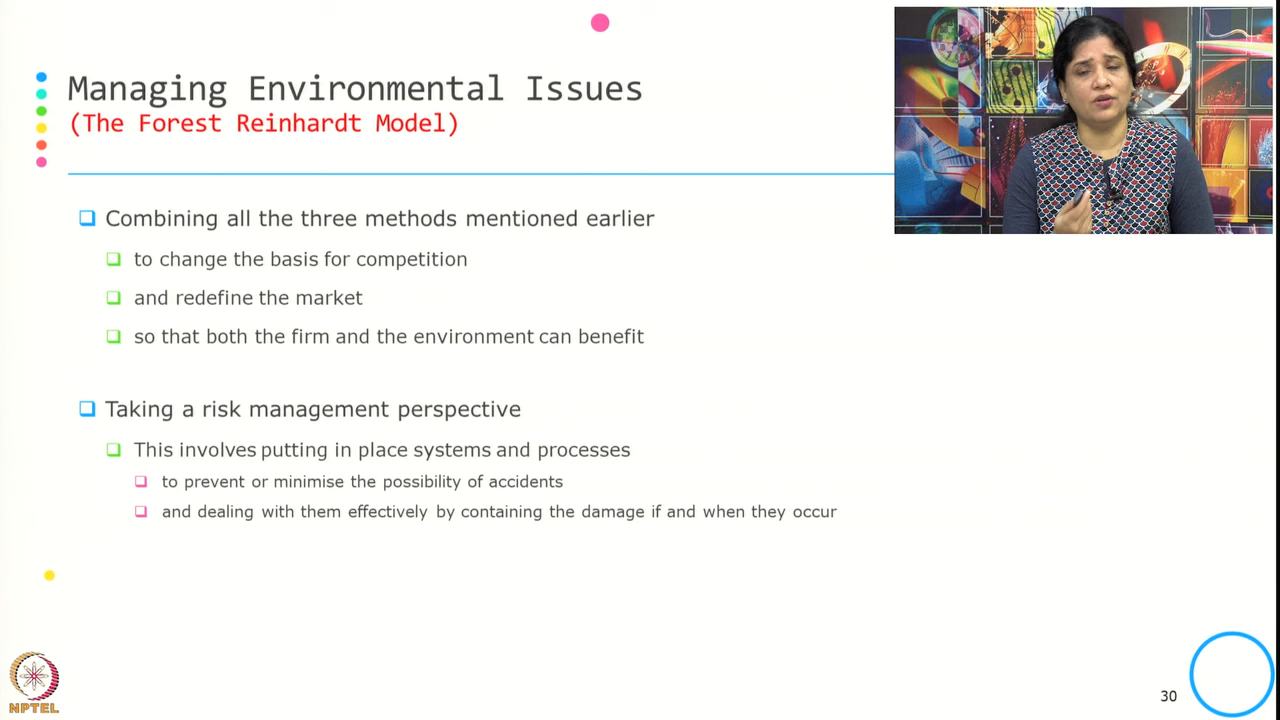 Managing Environmental Issues
(The Forest Reinhardt Model)
Combining all the three methods mentioned earlier
to change the basis for competition
and redefine the market
so that both the firm and the environment can benefit
Taking a risk management perspective
This involves putting in place systems and processes
to prevent or minimise the possibility of accidents
and dealing with them effectively by containing the damage if and when they occur
NPTEL
30